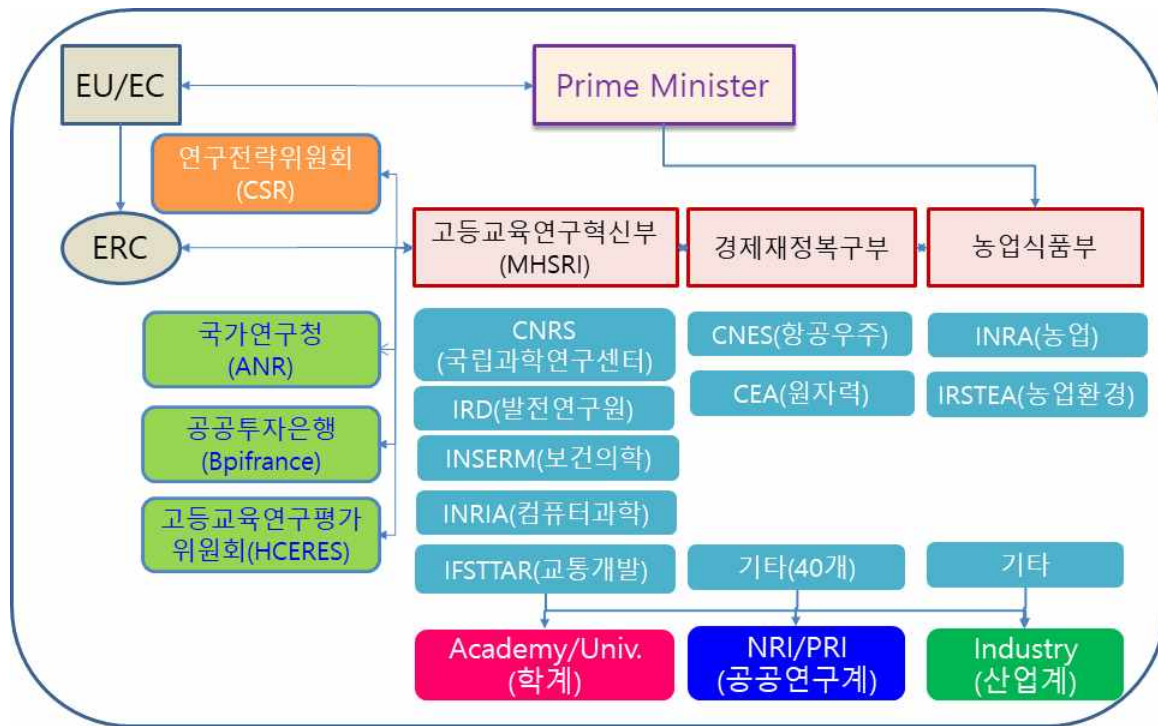 EU/EC
Prime Minister
연구전략위원회
(CSR)
ERC
고등교육연구혁신부
(MHSRI)
경제재정복구부
농업식품부
국가연구청
(ANR)
공공투자은행
(Bpifrance)
고등교육연구평가
위원회(HCERES)
CNRS
(국립과학연구센터)
IRD(발전연구원)
INSERM(보건의학)
INRIA(컴퓨터과학)
IFSTTAR(교통개발)
CNES(항공우주)
CEA(원자력)
기타(40개)
INRA(농업)
IRSTEA(농업환경)
기타
Academy/Univ.
(학계)
NRI/PRI
(공공연구계)
Industry
(산업계)